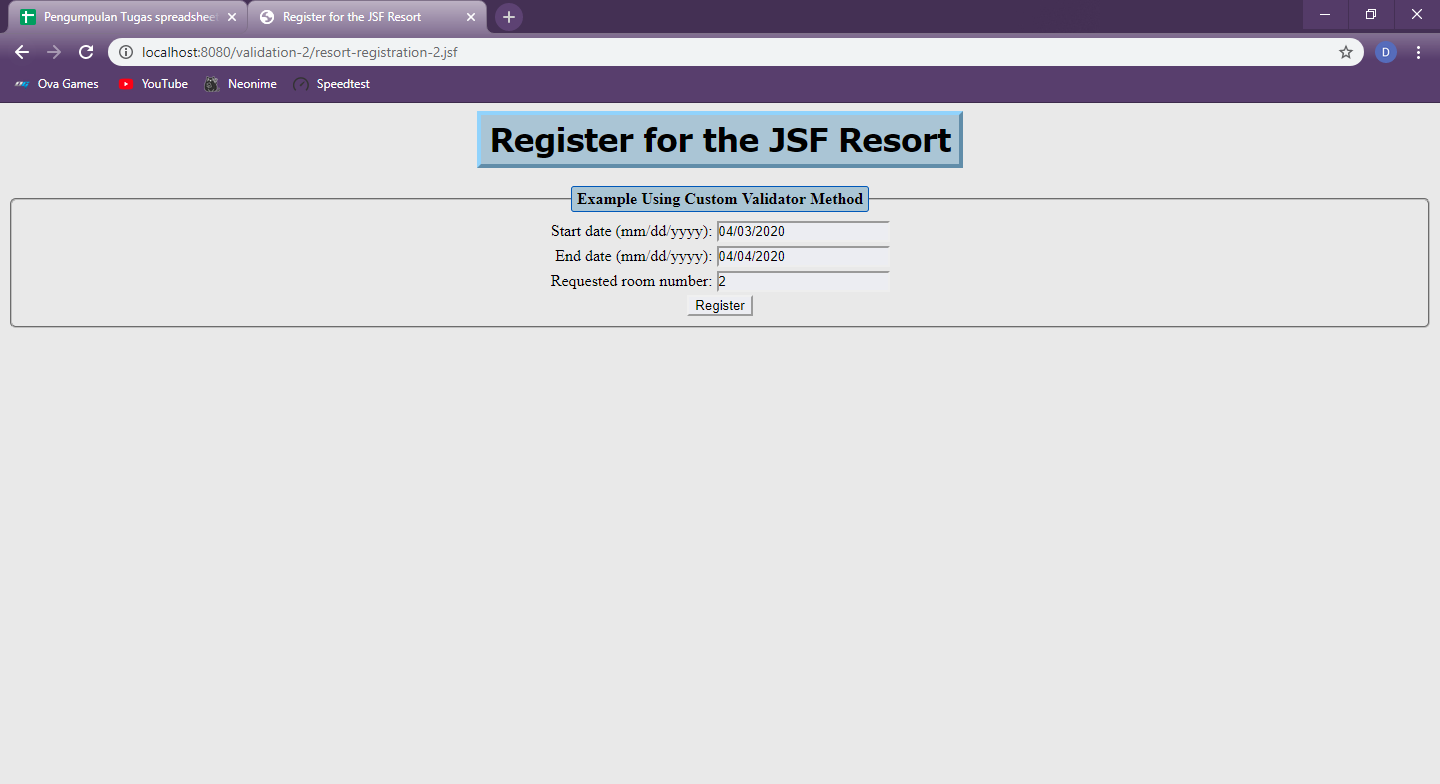 Pengumpulan Tugas spreadsheet
Register for the JSF Resort
localhost:8080/validation-2/resort-registration-2.jsf
D
Ova Games
YouTube
Neonime
Speedtest
Register for the JSF Resort
Example Using Custom Validator Method
Start date (mm/dd/yyyy): 04/03/2020
End date (mm/dd/yyyy): 04/04/2020
Requested room number: 2
Register